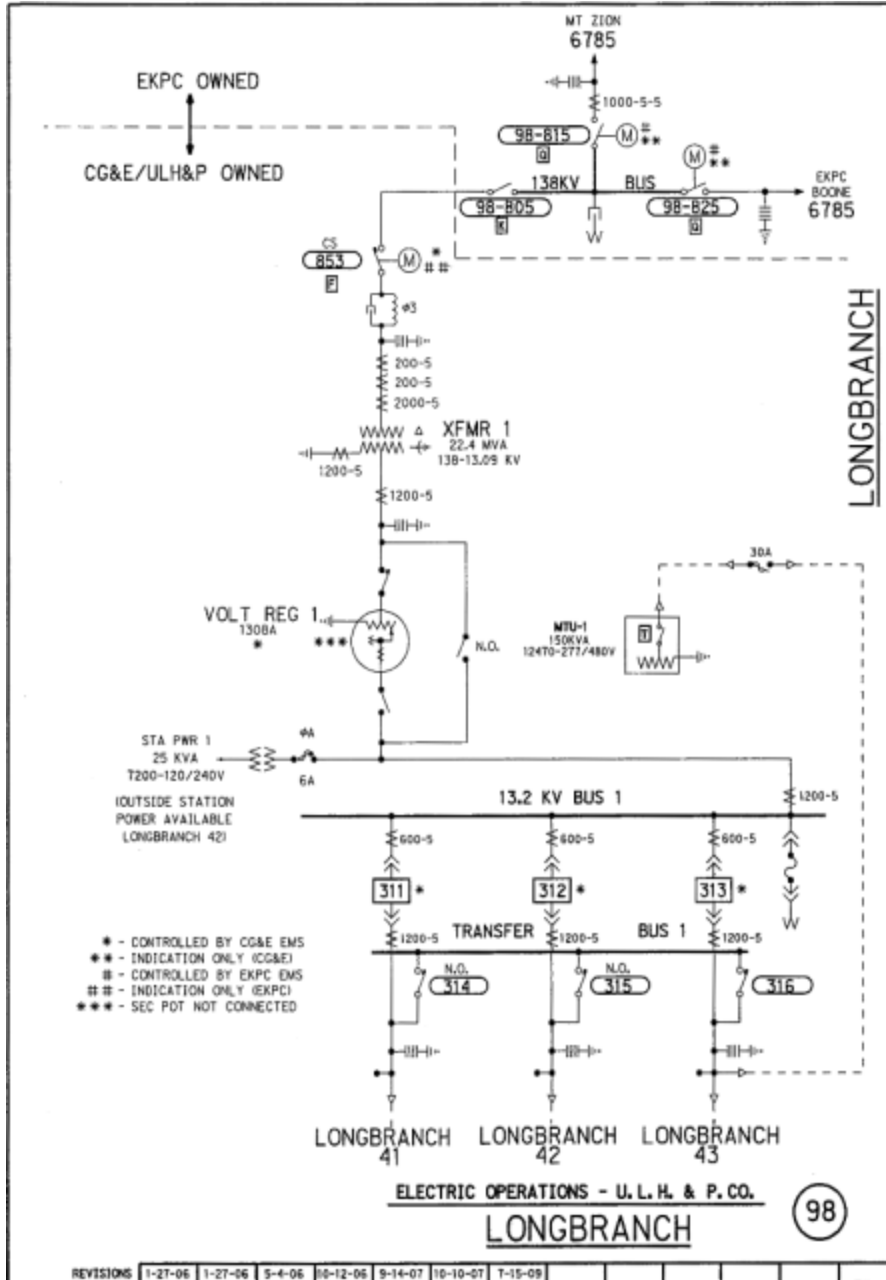 MT ZION
6785
EKPC OWNED
CG&E/ULH&P OWNED
1000-5-5
98-815
M
#
**
Q
M
#
**
138KV BUS
EKPC
BOONE
6785
98-805
K
98-825
Q
CS
853
M
*
##
F
φ3
200-5
200-5
2000-5
LONGBRANCH
XFMR 1
22.4 MVA
138-13.09 KV
1200-5
1200-5
30A
VOLT REG 1
1308A
*
***
N.O.
MTU-1
150KVA
12470-277/480V
T
STA PWR 1
25 KVA
7200-120/240V
φA
6A
(OUTSIDE STATION
POWER AVAILABLE
LONGBRANCH 42)
13.2 KV BUS 1
1200-5
600-5
600-5
600-5
311 *
312 *
313 *
TRANSFER BUS 1
1200-5
1200-5
1200-5
* - CONTROLLED BY CG&E EMS
** - INDICATION ONLY (CG&E)
# - CONTROLLED BY EKPC EMS
## - INDICATION ONLY (EKPC)
*** - SEC POT NOT CONNECTED
N.O.
314
N.O.
315
316
LONGBRANCH
41
LONGBRANCH
42
LONGBRANCH
43
ELECTRIC OPERATIONS - U.L.H. & P.CO.
LONGBRANCH
98
REVISIONS 1-27-06 1-27-06 5-4-06 10-12-06 9-14-07 10-10-07 7-15-09